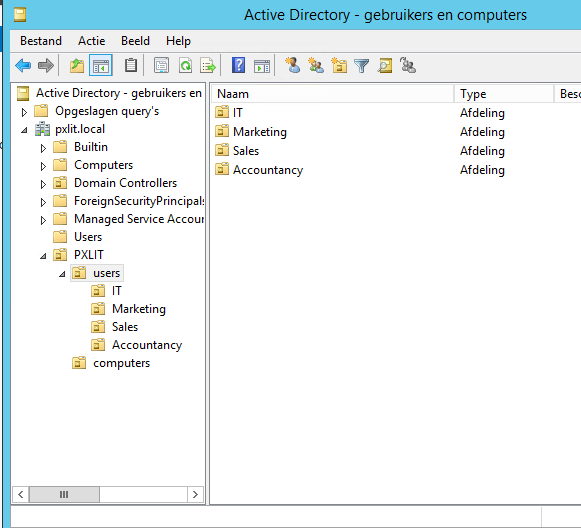 Active Directory - gebruikers en computers
Bestand Actie Beeld Help
Active Directory - gebruikers en
Opgeslagen query's
pxlit.local
Builtin
Computers
Domain Controllers
ForeignSecurityPrincipals
Managed Service Accour
Users
PXLIT
users
IT
Marketing
Sales
Accountancy
computers
Naam Type Besc
IT Afdeling
Marketing Afdeling
Sales Afdeling
Accountancy Afdeling